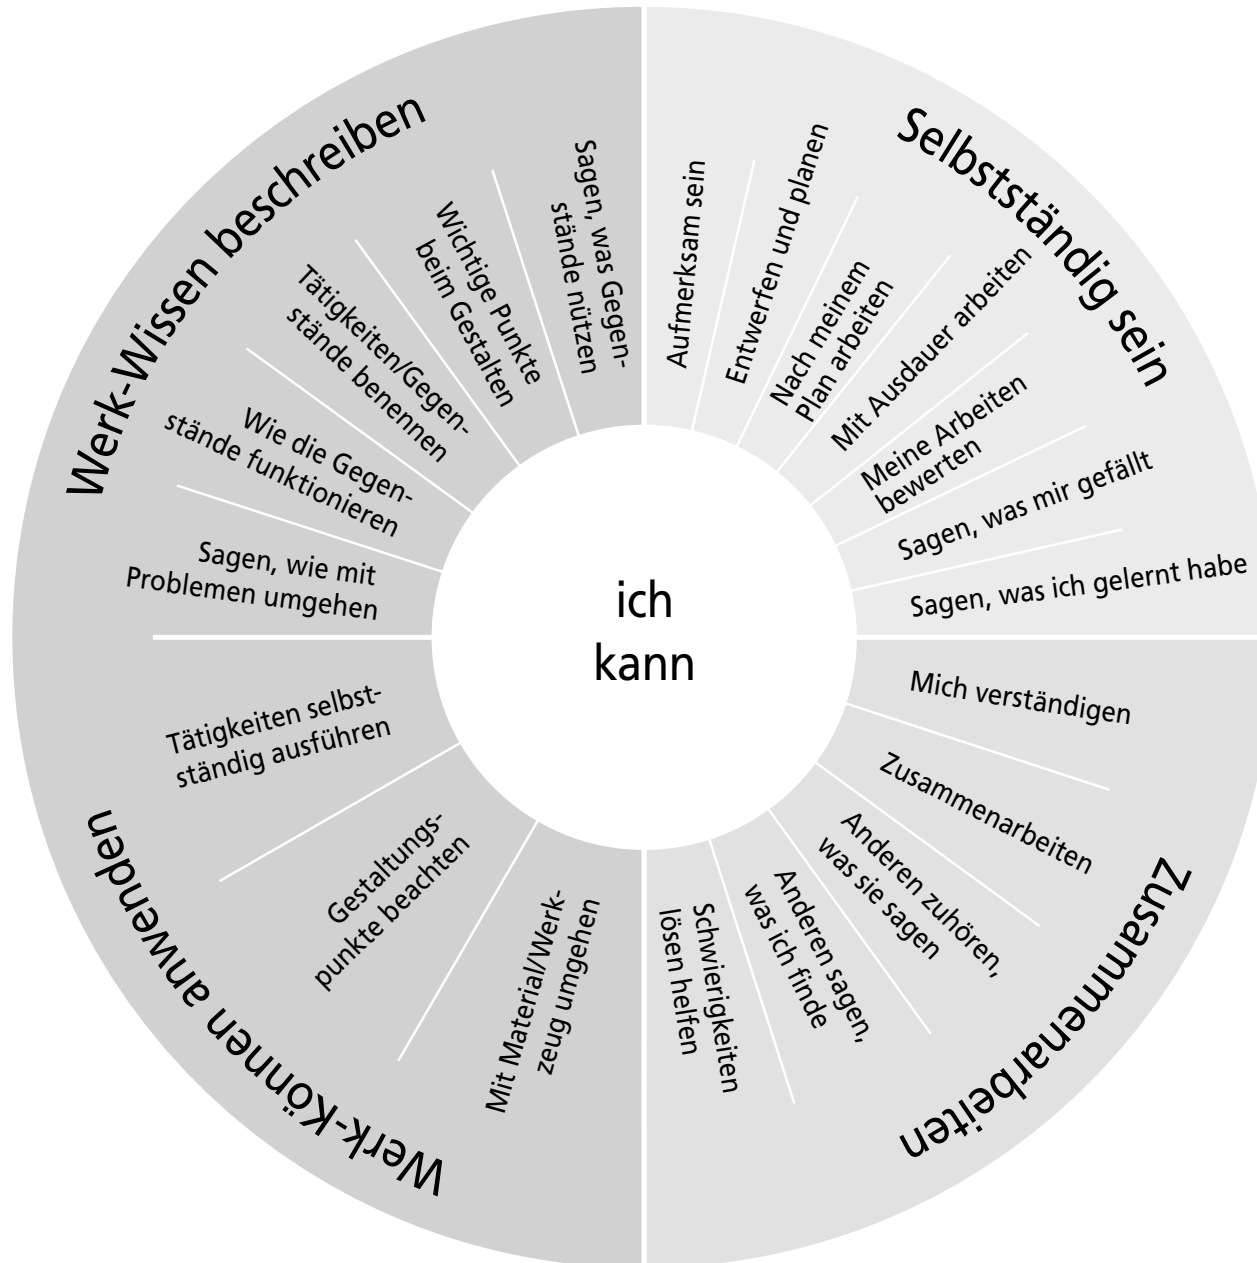 ich
kann
Selbstständig sein
Aufmerksam sein
Entwerfen und planen
Nach meinem
Plan arbeiten
Mit Ausdauer arbeiten
Meine Arbeiten
bewerten
Sagen, was mir gefällt
Sagen, was ich gelernt habe
Zusammenarbeiten
Mich verständigen
Zusammenarbeiten
Anderen zuhören,
was sie sagen
Anderen sagen,
was ich finde
Schwierigkeiten
lösen helfen
Werk-Können anwenden
Mit Material/Werk-
zeug umgehen
Gestaltungs-
punkte beachten
Tätigkeiten selbst-
ständig ausführen
Werk-Wissen beschreiben
Sagen, wie mit
Problemen umgehen
Wie die Gegen-
stände funktionieren
Tätigkeiten/Gegen-
stände benennen
Wichtige Punkte
beim Gestalten
Sagen, was Gegen-
stände nützen